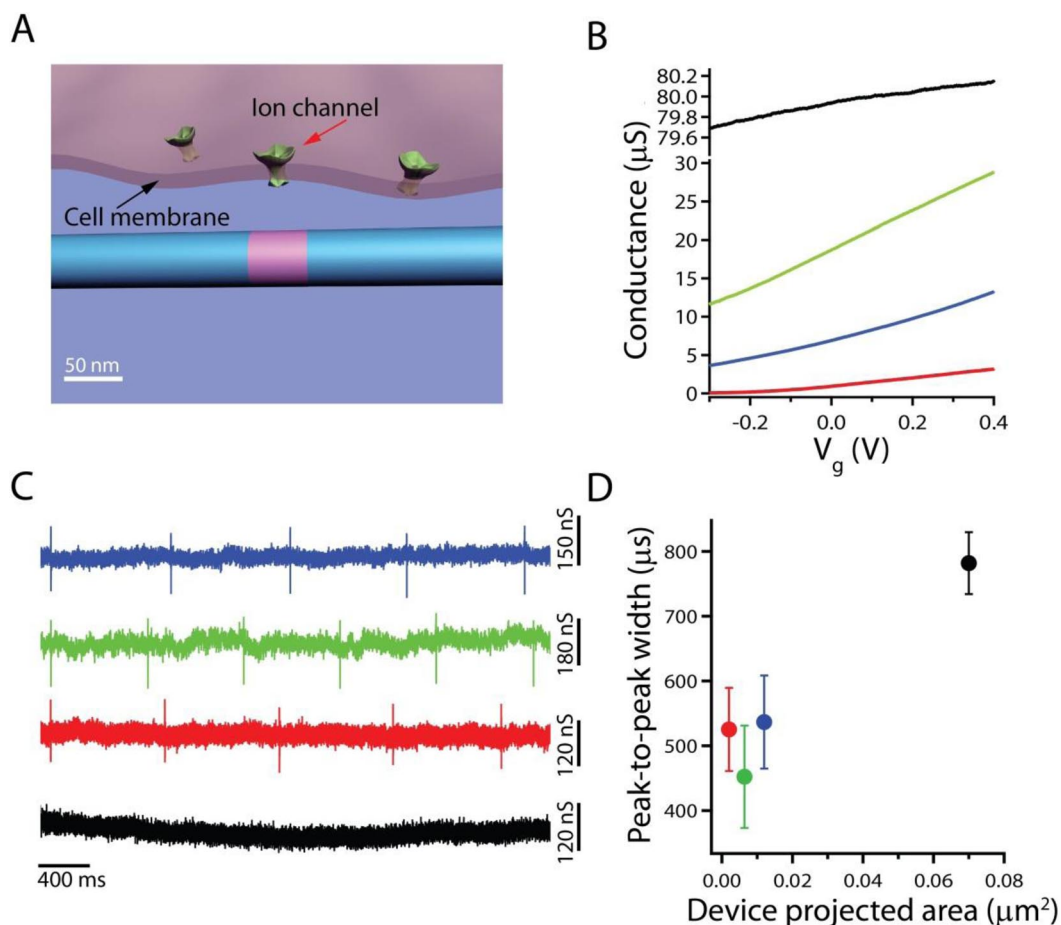 A
Ion channel
Cell membrane
50 nm
B
80.2
80.0
79.8
79.6
30
25
20
15
10
5
0
Conductance (µS)
-0.2 0.0 0.2 0.4
Vg (V)
C
150 nS
180 nS
120 nS
120 nS
400 ms
D
800
700
600
500
400
Peak-to-peak width (µs)
0.00 0.02 0.04 0.06 0.08
Device projected area (µm²)